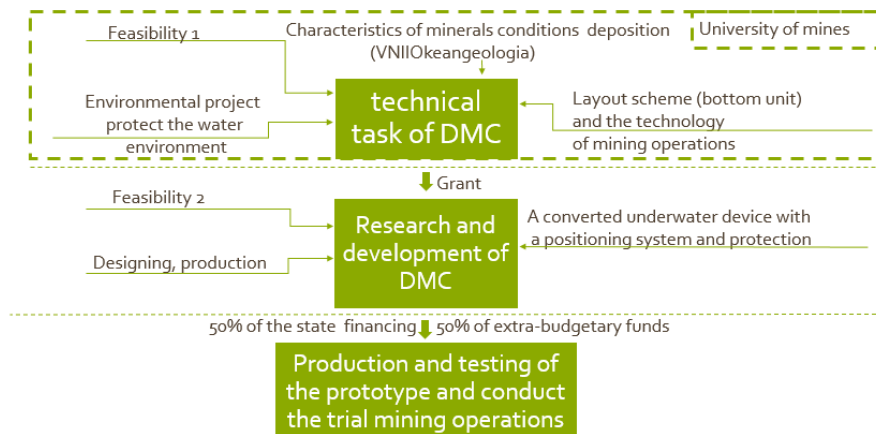 Feasibility 1
Characteristics of minerals conditions deposition
(VNIIOkeangeologia)
University of mines
Environmental project
protect the water
environment
technical
task of DMC
Layout scheme (bottom unit)
and the technology
of mining operations
Grant
Feasibility 2
Designing, production
Research and
development of
DMC
A converted underwater device with
a positioning system and protection
50% of the state financing
50% of extra-budgetary funds
Production and testing of
the prototype and conduct
the trial mining operations